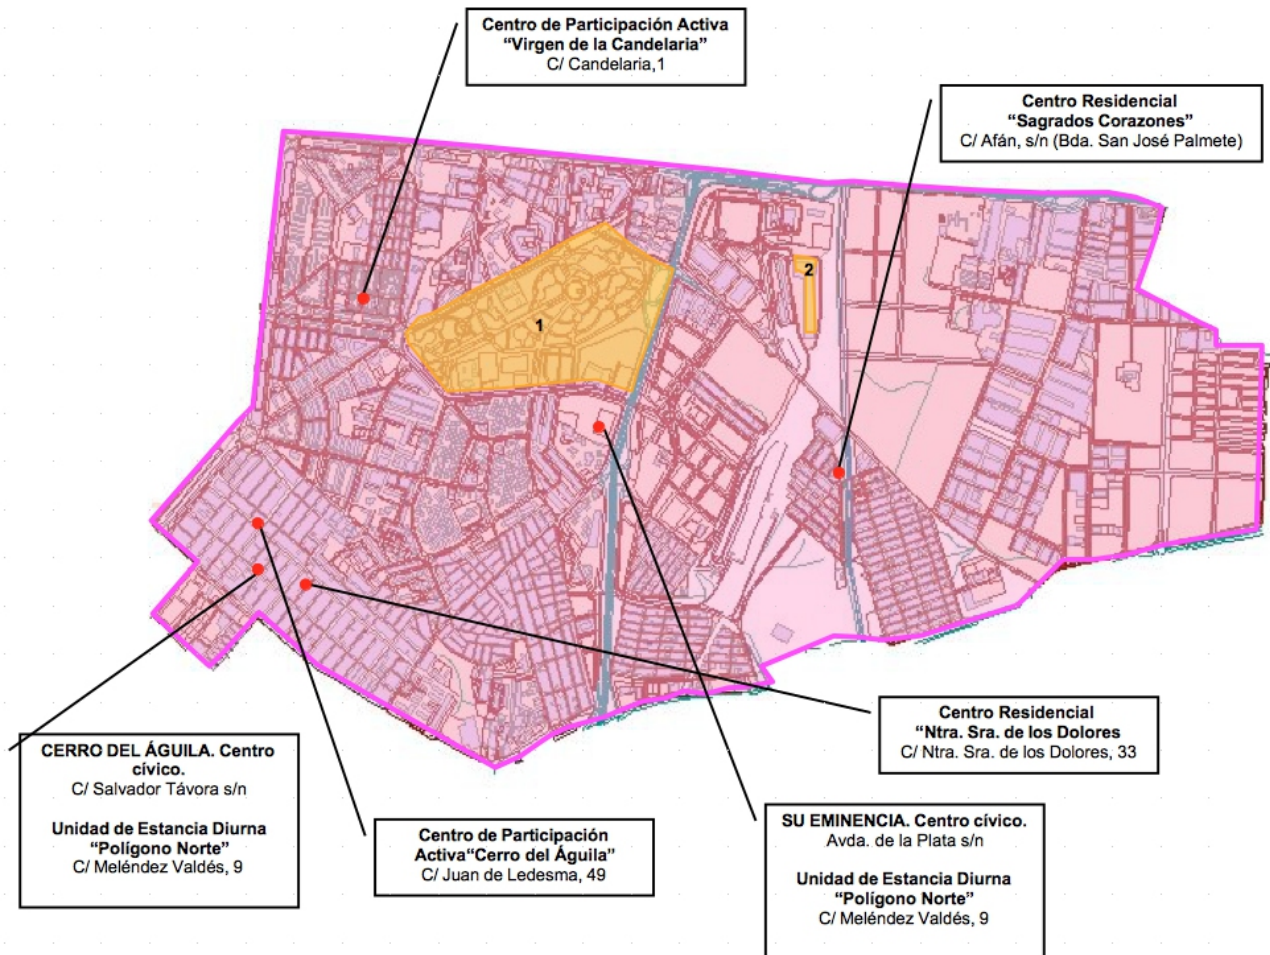 Centro de Participación Activa
“Virgen de la Candelaria”
C/ Candelaria,1
Centro Residencial
“Sagrados Corazones”
C/ Afán, s/n (Bda. San José Palmete)
2
1
Centro Residencial
“Ntra. Sra. de los Dolores
C/ Ntra. Sra. de los Dolores, 33
CERRO DEL ÁGUILA. Centro
cívico.
C/ Salvador Távora s/n
Unidad de Estancia Diurna
“Polígono Norte”
C/ Meléndez Valdés, 9
Centro de Participación
Activa“Cerro del Águila”
C/ Juan de Ledesma, 49
SU EMINENCIA. Centro cívico.
Avda. de la Plata s/n
Unidad de Estancia Diurna
“Polígono Norte”
C/ Meléndez Valdés, 9